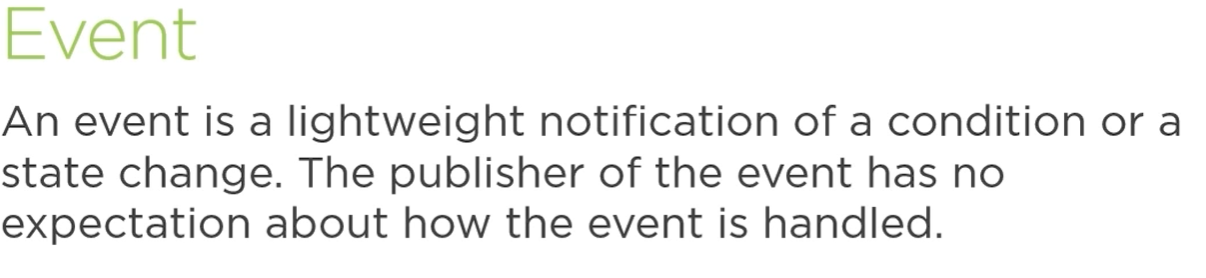 Event
An event is a lightweight notification of a condition or a
state change. The publisher of the event has no
expectation about how the event is handled.